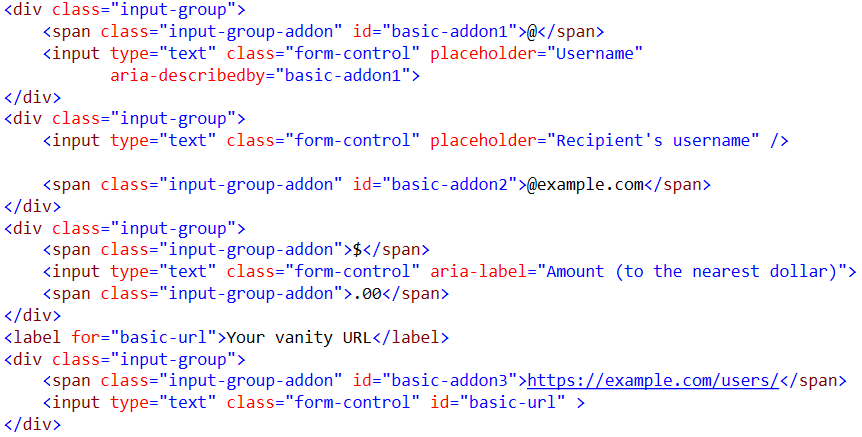 <div class="input-group">
    <span class="input-group-addon" id="basic-addon1">@</span>
    <input type="text" class="form-control" placeholder="Username"
           aria-describedby="basic-addon1">
</div>
<div class="input-group">
    <input type="text" class="form-control" placeholder="Recipient's username" />

    <span class="input-group-addon" id="basic-addon2">@example.com</span>
</div>
<div class="input-group">
    <span class="input-group-addon">$</span>
    <input type="text" class="form-control" aria-label="Amount (to the nearest dollar)">
    <span class="input-group-addon">.00</span>
</div>
<label for="basic-url">Your vanity URL</label>
<div class="input-group">
    <span class="input-group-addon" id="basic-addon3">https://example.com/users/</span>
    <input type="text" class="form-control" id="basic-url" >
</div>